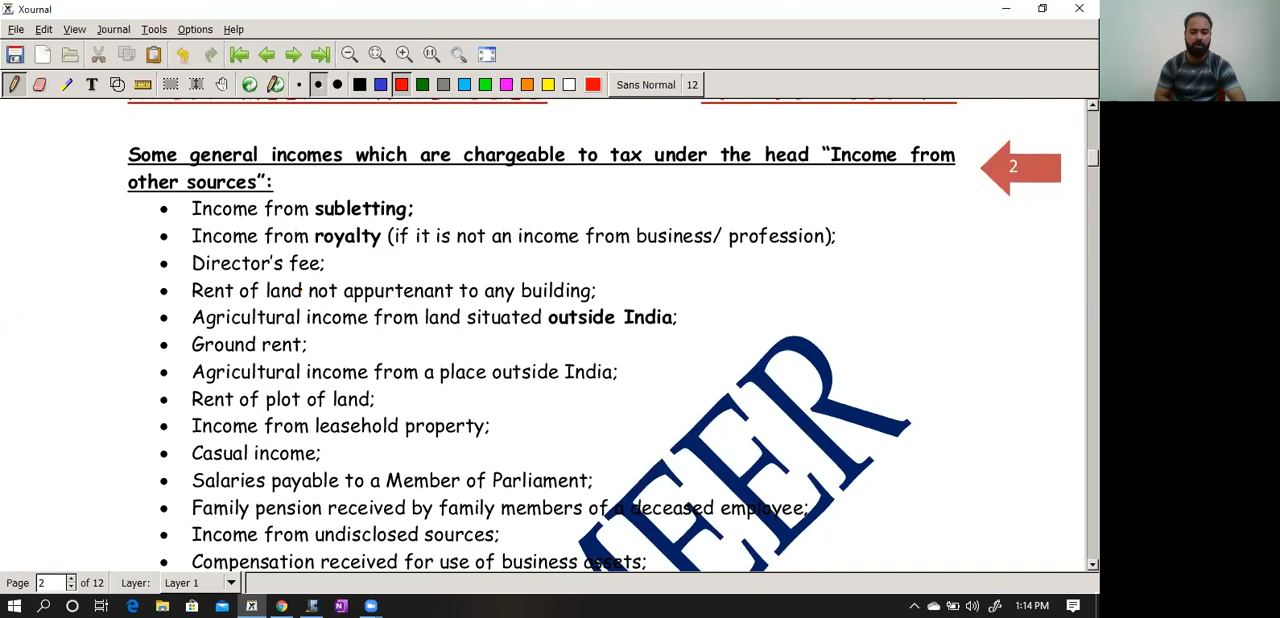 Xournal
File Edit View Journal Tools Options Help
Sans Normal 12
Some general incomes which are chargeable to tax under the head “Income from
other sources”:
2
• Income from subletting;
• Income from royalty (if it is not an income from business/ profession);
• Director’s fee;
• Rent of land not appurtenant to any building;
• Agricultural income from land situated outside India;
• Ground rent;
• Agricultural income from a place outside India;
• Rent of plot of land;
• Income from leasehold property;
• Casual income;
• Salaries payable to a Member of Parliament;
• Family pension received by family members of a deceased employee;
• Income from undisclosed sources;
• Compensation received for use of business assets;
EER
Page 2 of 12 Layer: Layer 1
1:14 PM